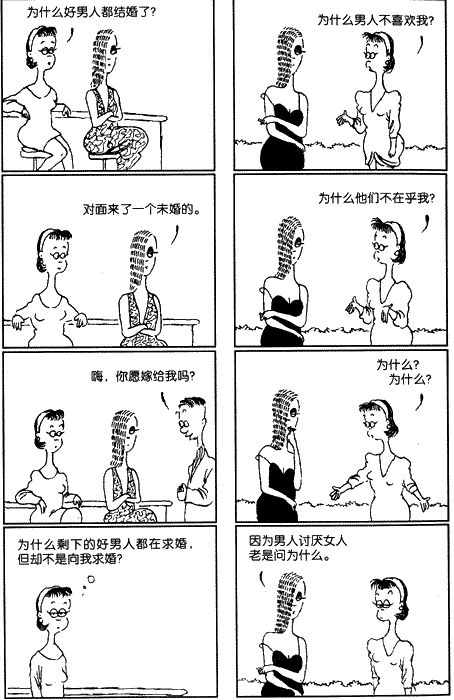 为什么好男人都结婚了?
对面来了一个未婚的。
嗨，你愿嫁给我吗?
为什么剩下的好男人都在求婚，
但却不是向我求婚?
为什么男人不喜欢我?
为什么他们不在乎我?
为什么?
为什么?
因为男人讨厌女人
老是问为什么。